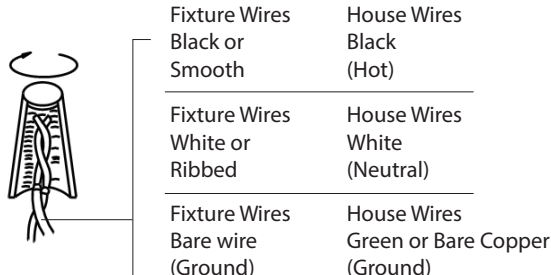 Fixture Wires House Wires
Black or Black
Smooth (Hot)
Fixture Wires House Wires
White or White
Ribbed (Neutral)
Fixture Wires House Wires
Bare wire Green or Bare Copper
(Ground) (Ground)